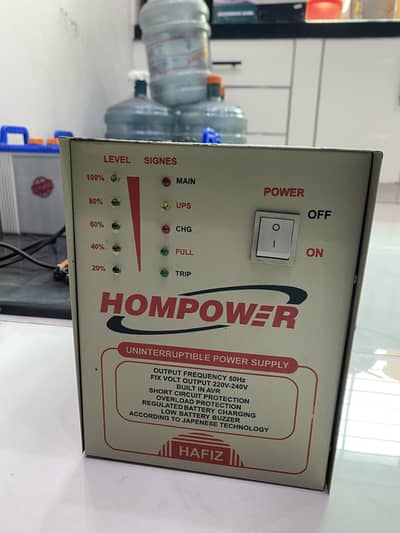 LEVEL SIGNES
100% MAIN
80% UPS
60% CHG
40% FULL
20% TRIP
POWER
OFF
ON
HOMPOWER
UNINTERRUPTIBLE POWER SUPPLY
OUTPUT FREQUENCY 50Hz
FIX VOLT OUTPUT 220V-240V
BUILT IN AVR
SHORT CIRCUIT PROTECTION
OVERLOAD PROTECTION
REGULATED BATTERY CHARGING
LOW BATTERY BUZZER
ACCORDING TO JAPENESE TECHNOLOGY
HAFIZ